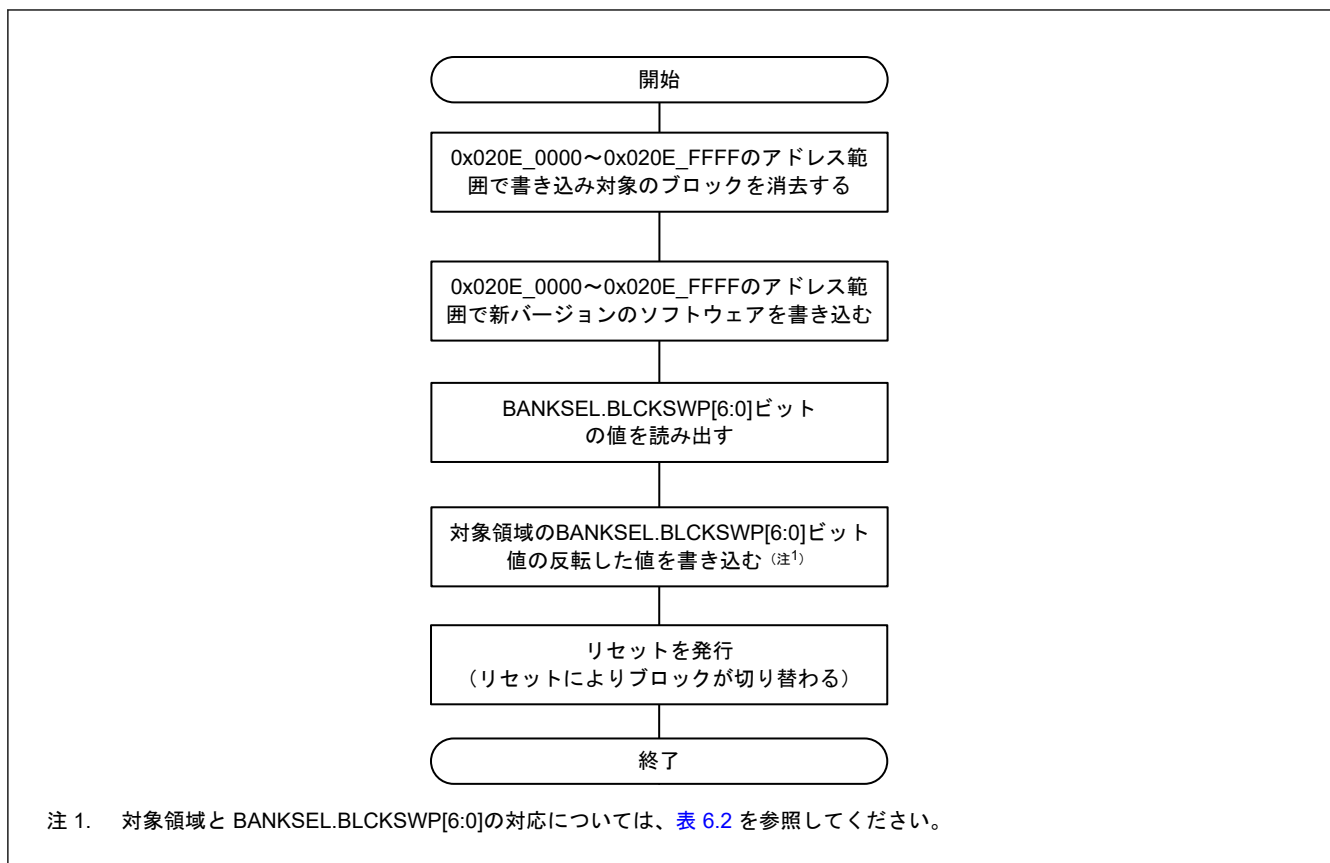 開始
0x020E_0000～0x020E_FFFFのアドレス範
囲で書き込み対象のブロックを消去する
0x020E_0000～0x020E_FFFFのアドレス範
囲で新バージョンのソフトウェアを書き込む
BANKSEL.BLCKSWP[6:0]ビット
の値を読み出す
対象領域のBANKSEL.BLCKSWP[6:0]ビット
値の反転した値を書き込む（注1）
リセットを発行
（リセットによりブロックが切り替わる）
終了
注 1. 対象領域と BANKSEL.BLCKSWP[6:0]の対応については、表 6.2 を参照してください。